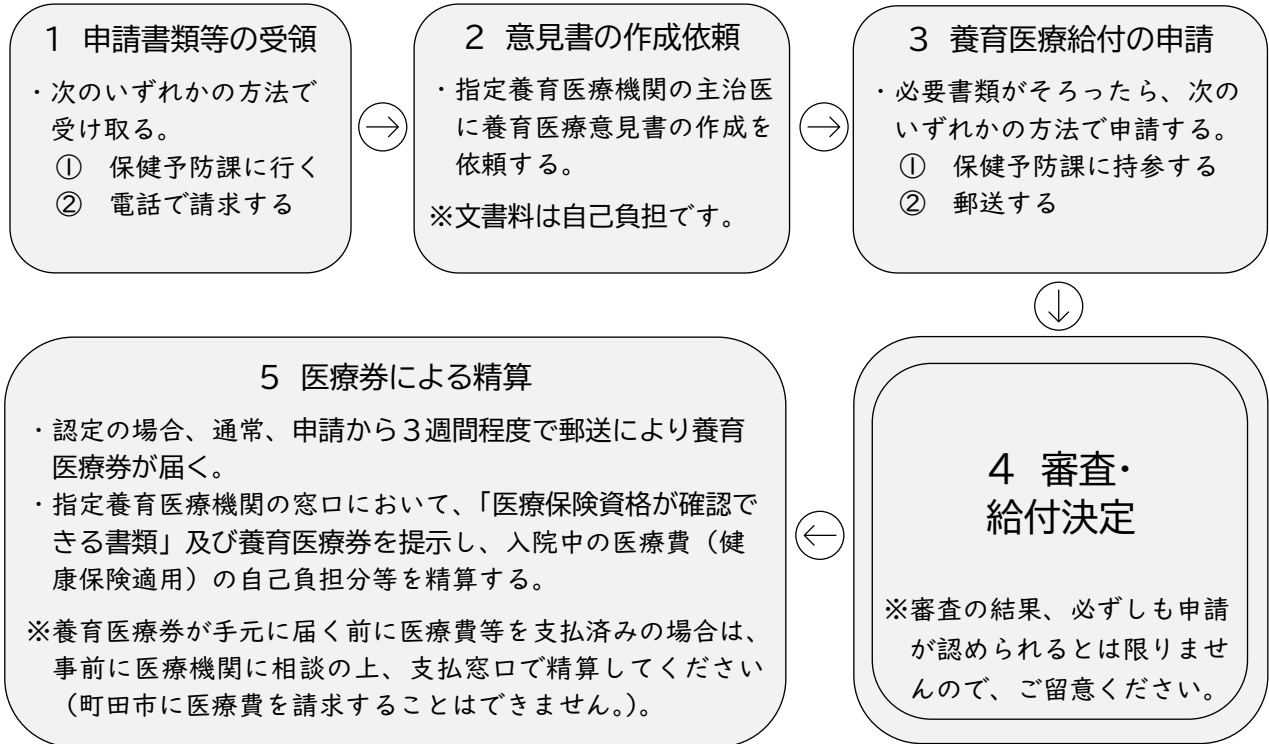 1 申請書類等の受領
・次のいずれかの方法で
受け取る。
① 保健予防課に行く
② 電話で請求する
→
2 意見書の作成依頼
・指定養育医療機関の主治医
に養育医療意見書の作成を
依頼する。
※文書料は自己負担です。
→
3 養育医療給付の申請
・必要書類がそろったら、次の
いずれかの方法で申請する。
① 保健予防課に持参する
② 郵送する
↓
4 審査・
給付決定
※審査の結果、必ずしも申請
が認められるとは限りませ
んので、ご留意ください。
←
5 医療券による精算
・認定の場合、通常、申請から3週間程度で郵送により養育
医療券が届く。
・指定養育医療機関の窓口において、「医療保険資格が確認で
きる書類」及び養育医療券を提示し、入院中の医療費（健
康保険適用）の自己負担分等を精算する。
※養育医療券が手元に届く前に医療費等を支払済みの場合は、
事前に医療機関に相談の上、支払窓口で精算してください
（町田市に医療費を請求することはできません。）。